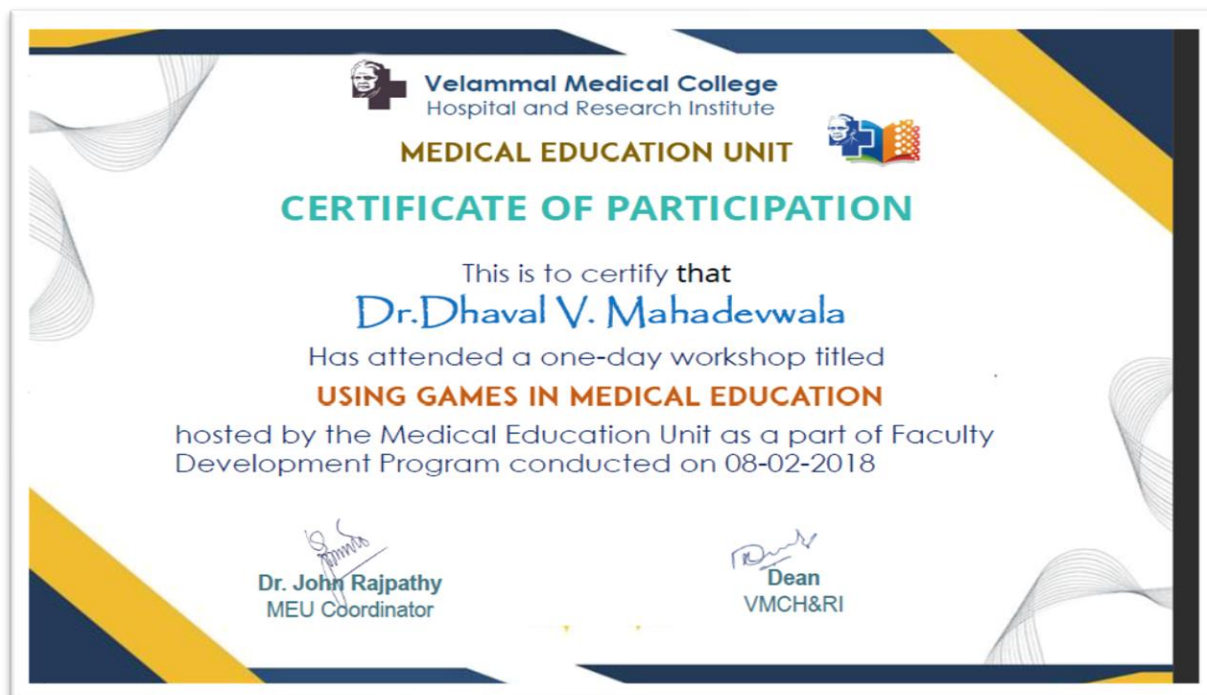 Velammal Medical College
Hospital and Research Institute
MEDICAL EDUCATION UNIT
CERTIFICATE OF PARTICIPATION
This is to certify that
Dr.Dhaval V. Mahadevwala
Has attended a one-day workshop titled
USING GAMES IN MEDICAL EDUCATION
hosted by the Medical Education Unit as a part of Faculty
Development Program conducted on 08-02-2018
Dr. John Rajpathy
MEU Coordinator
Dean
VMCH&RI